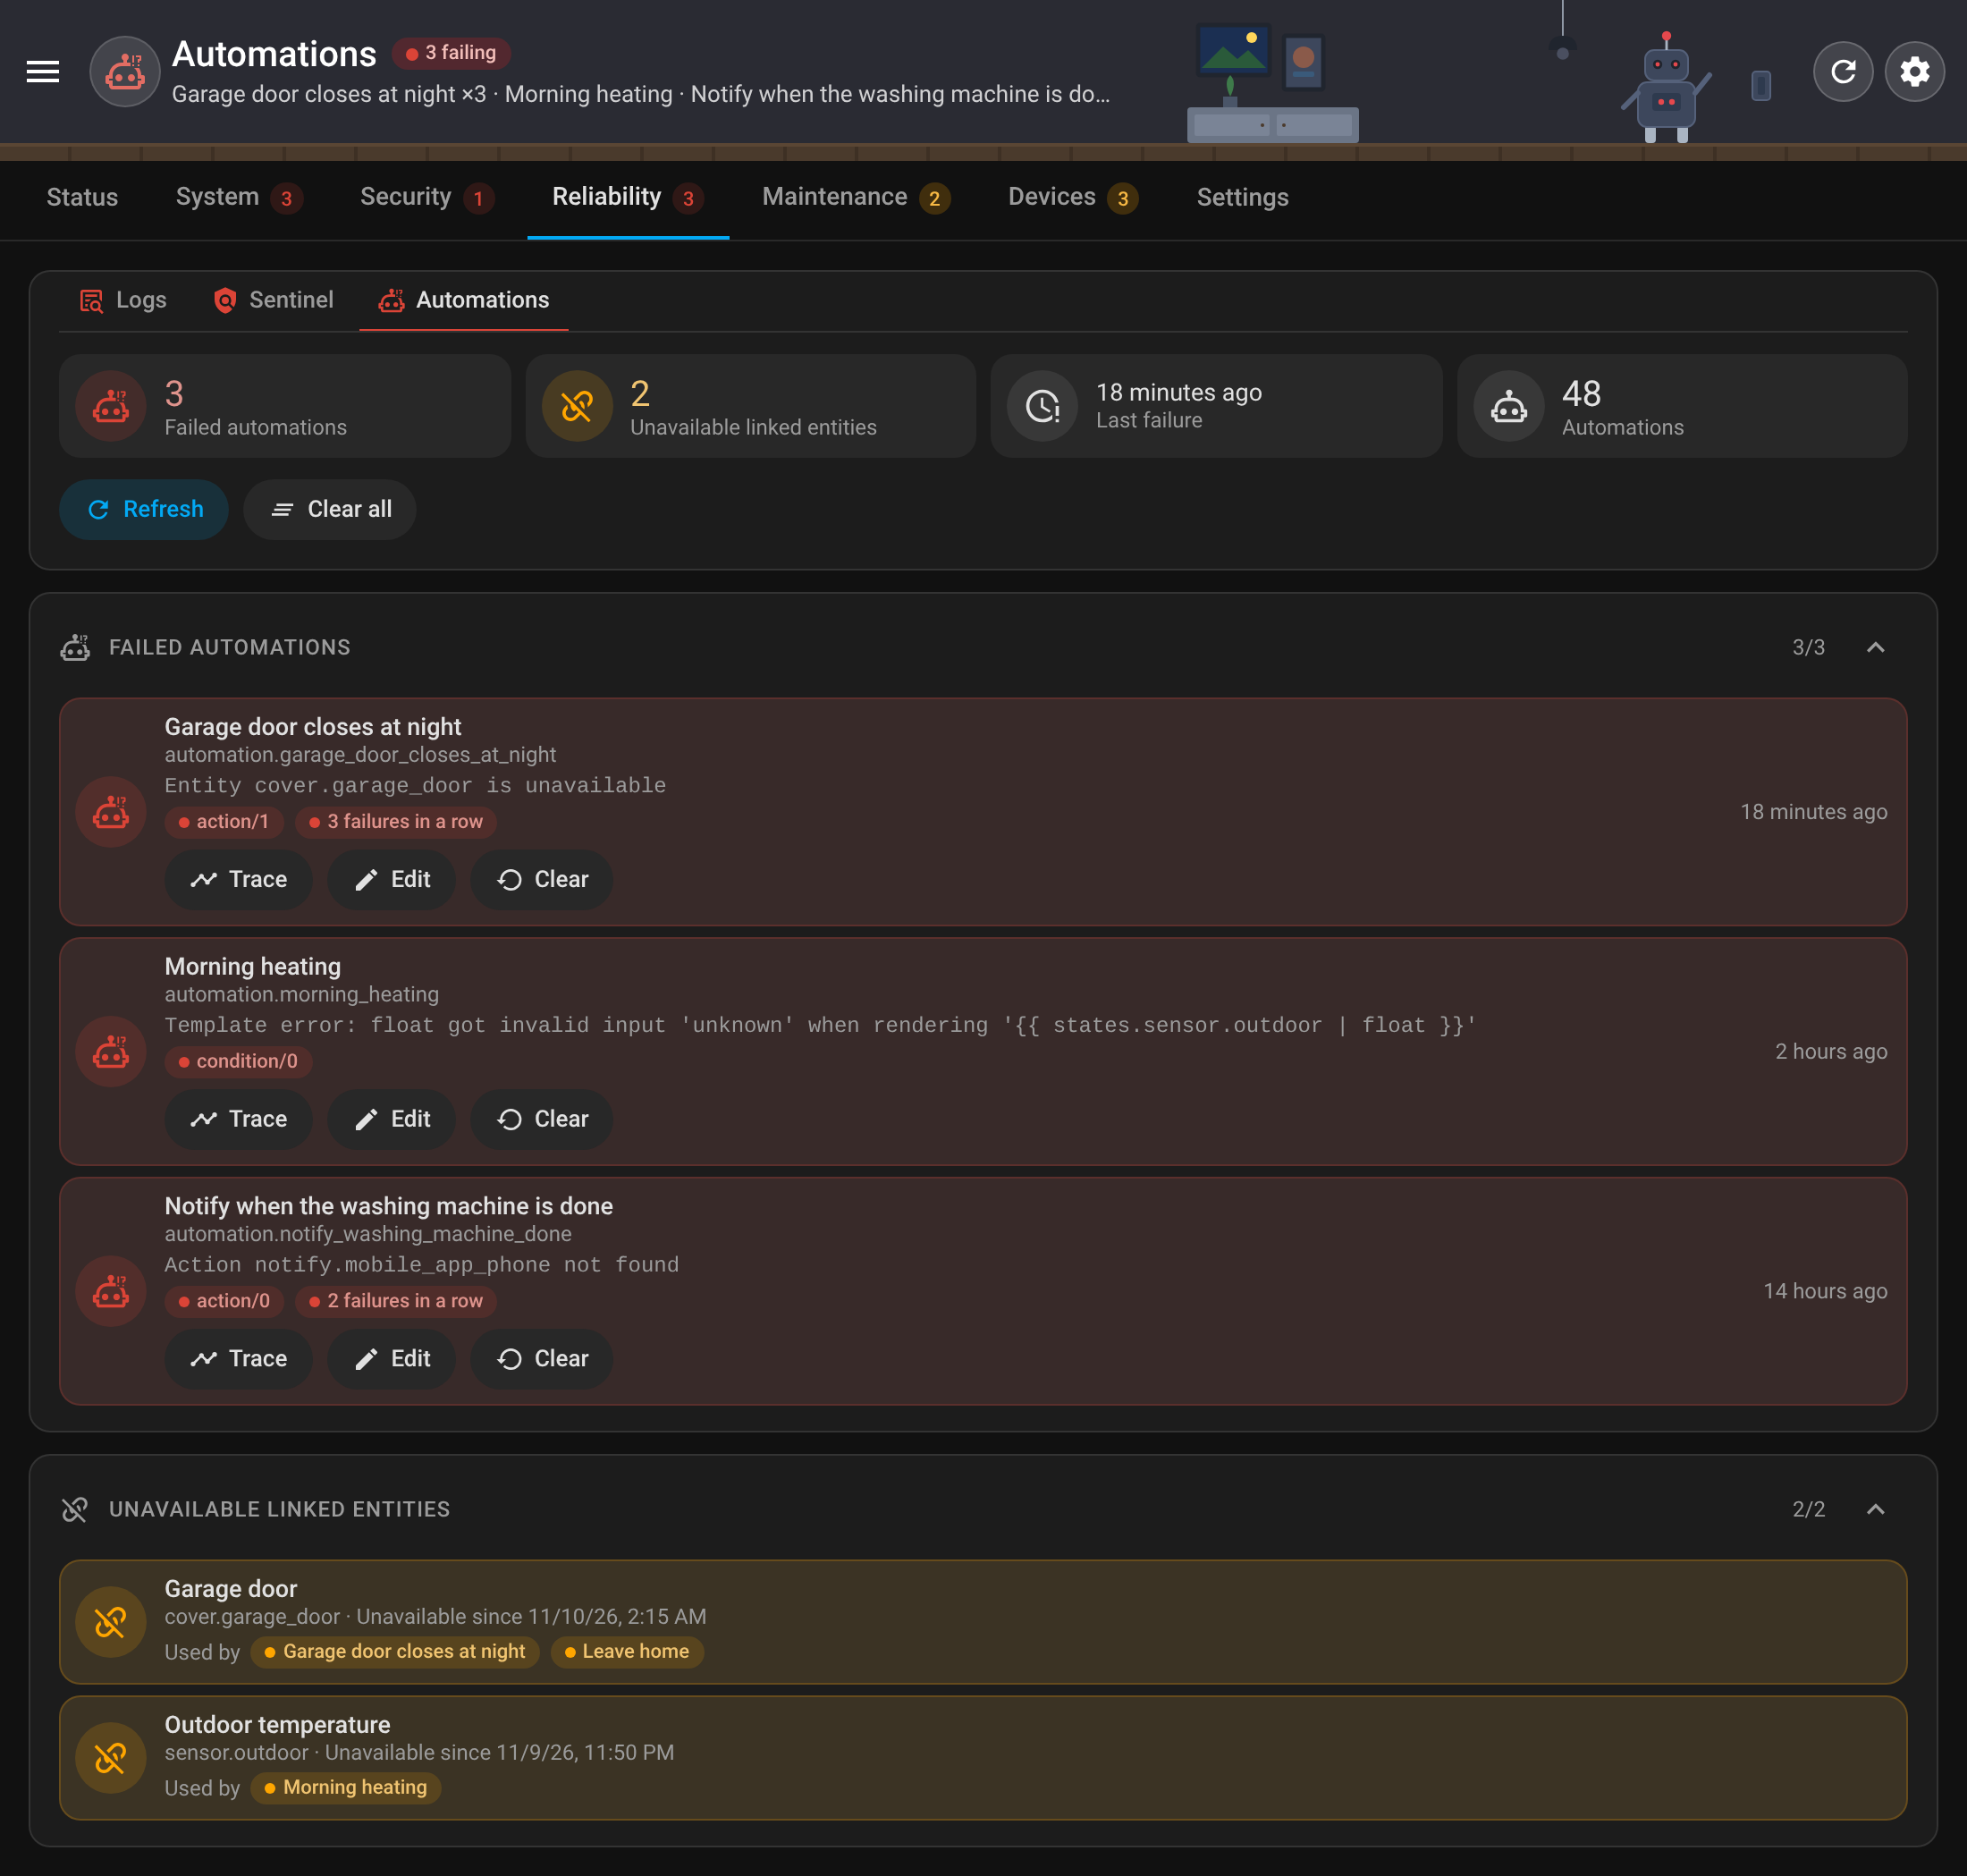 Automations 3 failing
Garage door closes at night ×3 · Morning heating · Notify when the washing machine is do...
Status System 3 Security 1 Reliability 3 Maintenance 2 Devices 3 Settings
Logs Sentinel Automations
3
Failed automations
2
Unavailable linked entities
18 minutes ago
Last failure
48
Automations
Refresh Clear all
FAILED AUTOMATIONS 3/3
Garage door closes at night
automation.garage_door_closes_at_night
Entity cover.garage_door is unavailable
action/1 3 failures in a row
18 minutes ago
Trace Edit Clear
Morning heating
automation.morning_heating
Template error: float got invalid input 'unknown' when rendering '{{ states.sensor.outdoor | float }}'
condition/0
2 hours ago
Trace Edit Clear
Notify when the washing machine is done
automation.notify_washing_machine_done
Action notify.mobile_app_phone not found
action/0 2 failures in a row
14 hours ago
Trace Edit Clear
UNAVAILABLE LINKED ENTITIES 2/2
Garage door
cover.garage_door · Unavailable since 11/10/26, 2:15 AM
Used by Garage door closes at night Leave home
Outdoor temperature
sensor.outdoor · Unavailable since 11/9/26, 11:50 PM
Used by Morning heating